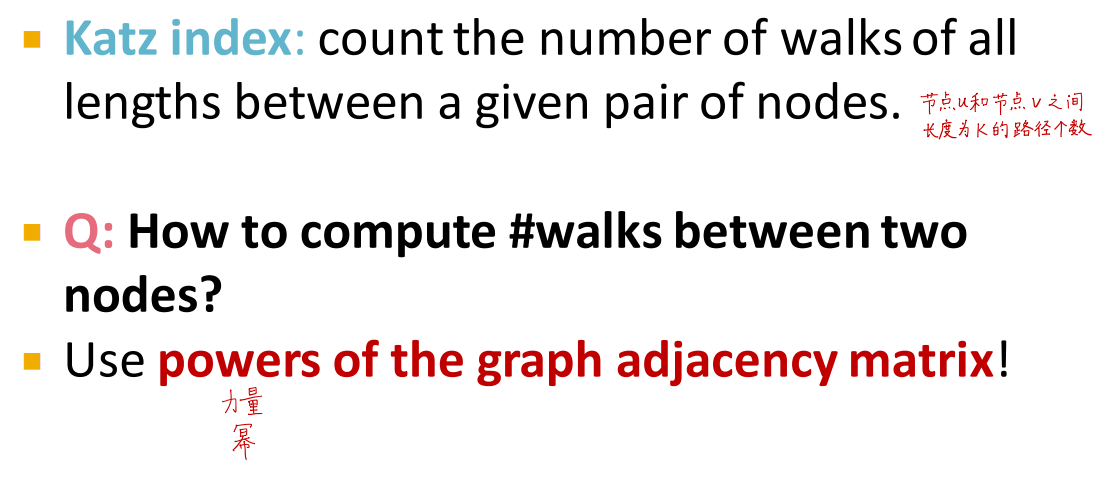 Katz index: count the number of walks of all
lengths between a given pair of nodes.
节点u和节点v之间
长度为K的路径个数
Q: How to compute #walks between two
nodes?
Use powers of the graph adjacency matrix!
力量
幂